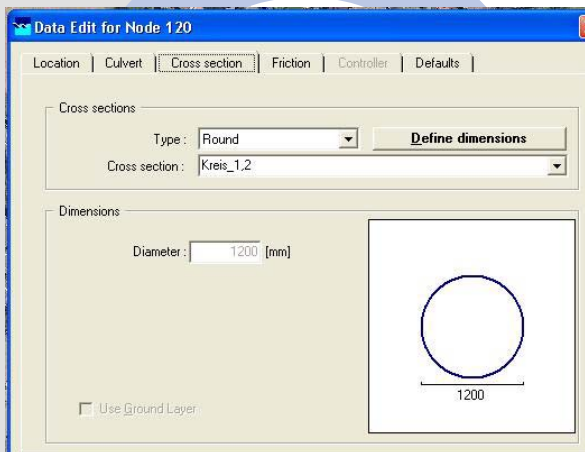 Data Edit for Node 120
Location Culvert Cross section Friction Controller Defaults
Cross sections
Type : Round Define dimensions
Cross section : Kreis_1,2
Dimensions
Diameter : 1200 [mm]
1200
Use Ground Layer